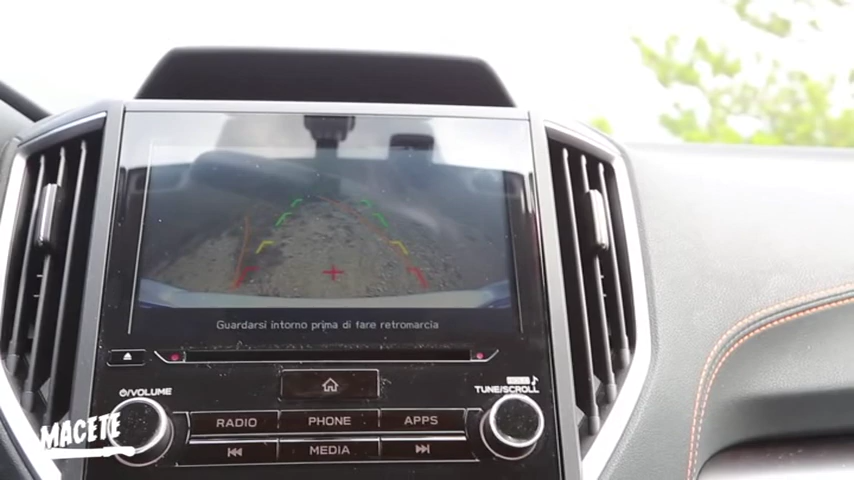 Guardarsi intorno prima di fare retromarcia
⏻/VOLUME
TUNE/SCROLL
RADIO PHONE APPS
MEDIA
MACETE